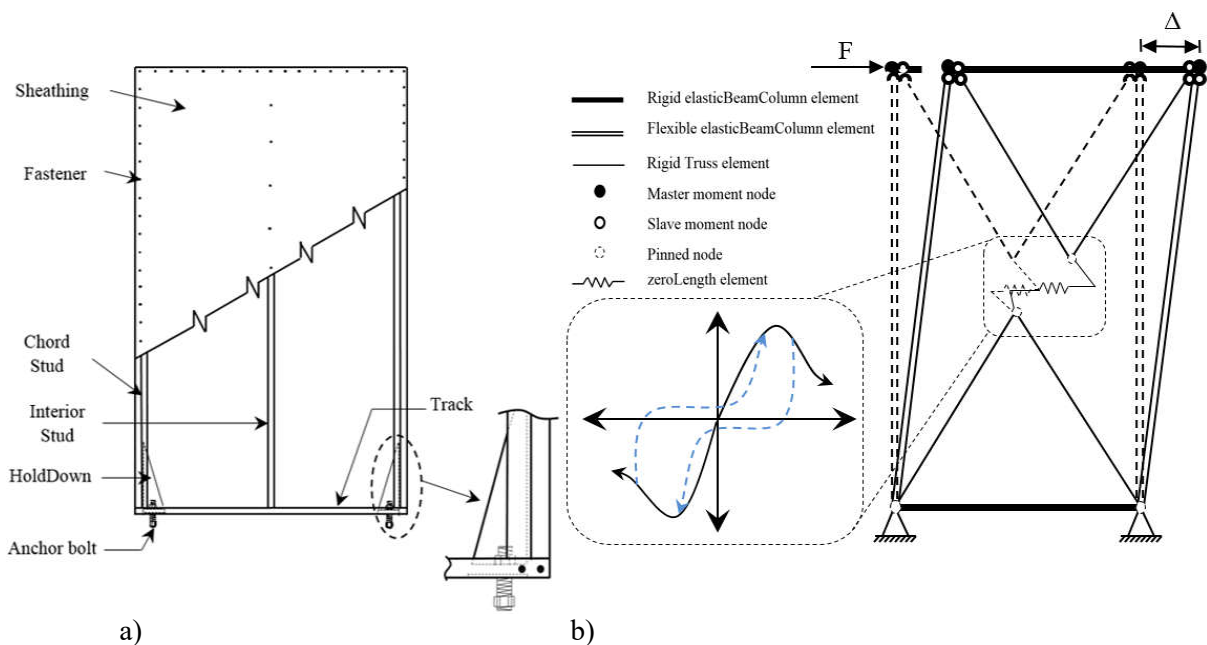 Sheathing
Fastener
Chord
Stud
Interior
Stud
HoldDown
Anchor bolt
Track
a)
F
Δ
Rigid elasticBeamColumn element
Flexible elasticBeamColumn element
Rigid Truss element
Master moment node
Slave moment node
Pinned node
zeroLength element
b)